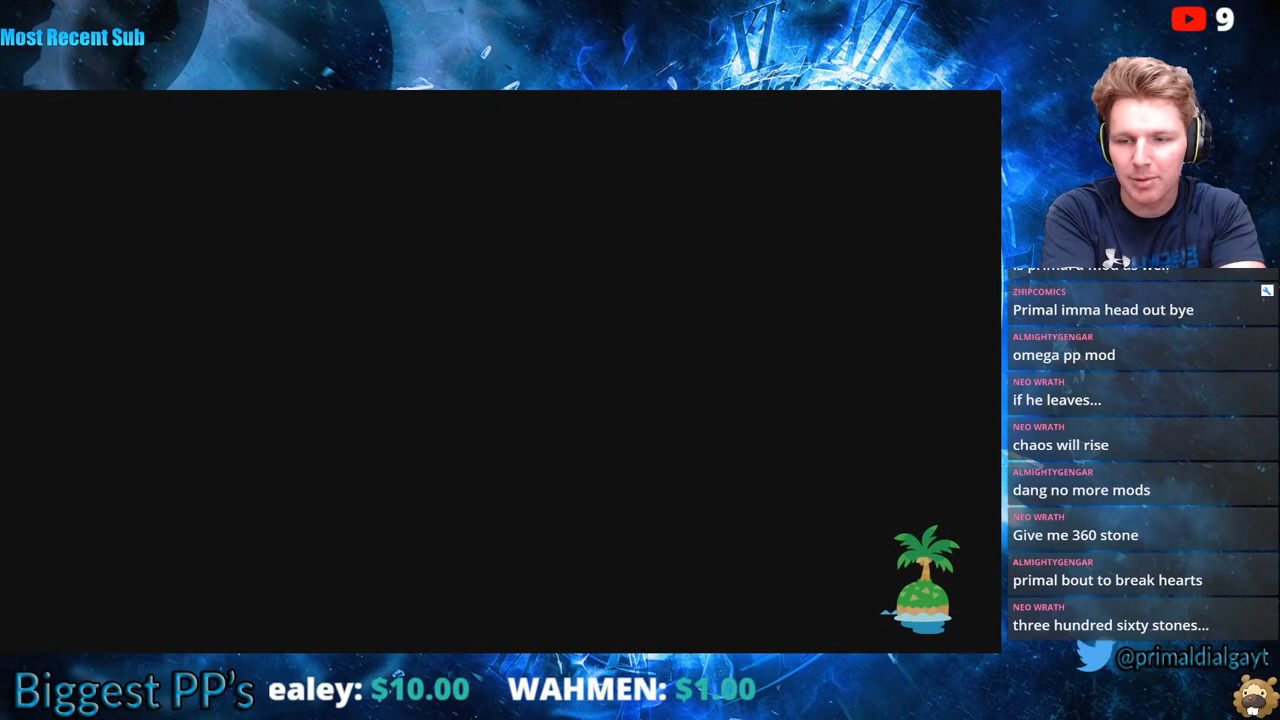 Most Recent Sub
9
ZHIPCOMICS
Primal imma head out bye
ALMIGHTYGENGAR
omega pp mod
NEO WRATH
if he leaves...
NEO WRATH
chaos will rise
ALMIGHTYGENGAR
dang no more mods
NEO WRATH
Give me 360 stone
ALMIGHTYGENGAR
primal bout to break hearts
NEO WRATH
three hundred sixty stones...
@primaldialgayt
Biggest PP's
ealey: $10.00 WAHMEN: $1.00